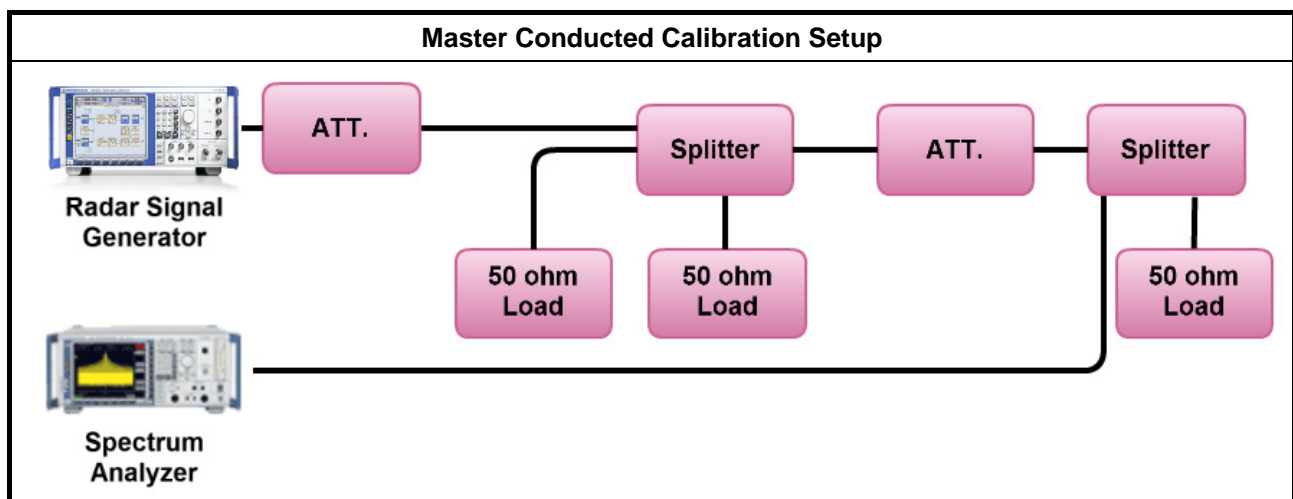 Master Conducted Calibration Setup
ATT.
Splitter
ATT.
Splitter
Radar Signal
Generator
50 ohm
Load
50 ohm
Load
50 ohm
Load
Spectrum
Analyzer